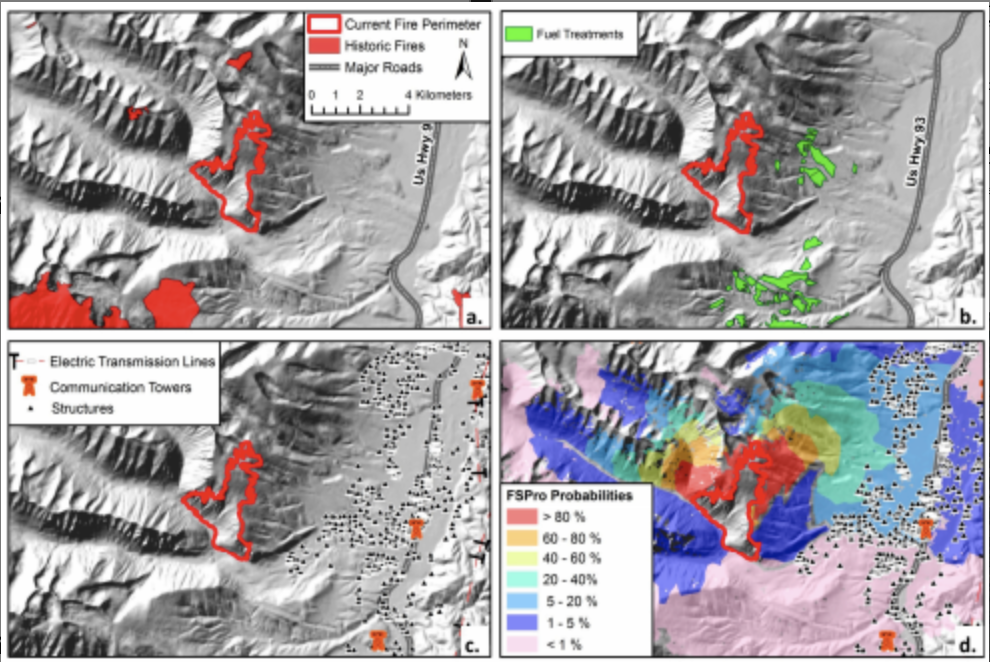 Current Fire Perimeter
Historic Fires
Major Roads
N
0 1 2 4 Kilometers
Us Hwy 9
a.
Fuel Treatments
Us Hwy 93
b.
Electric Transmission Lines
Communication Towers
Structures
c.
FSPro Probabilities
> 80 %
60 - 80 %
40 - 60 %
20 - 40%
5 - 20 %
1 - 5 %
< 1 %
d.